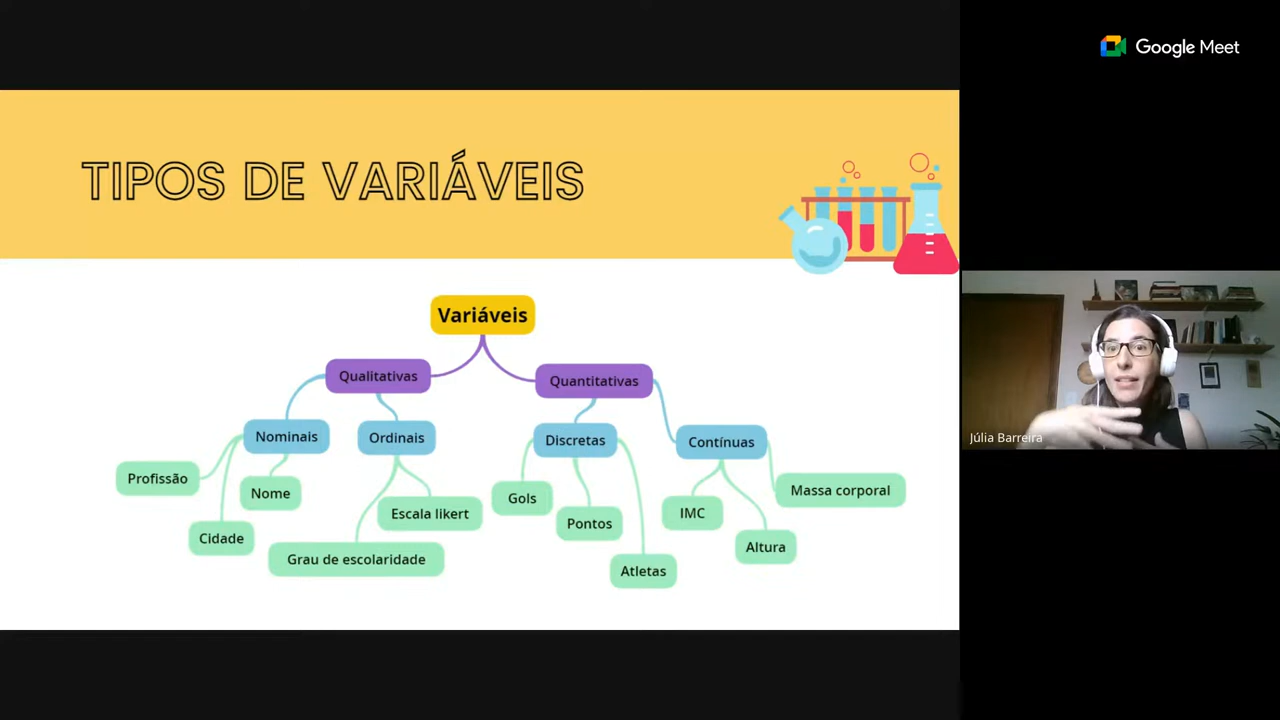 Google Meet
TIPOS DE VARIÁVEIS
Variáveis
Qualitativas
Quantitativas
Nominais
Ordinais
Discretas
Contínuas
Profissão
Nome
Cidade
Escala likert
Grau de escolaridade
Gols
Pontos
Atletas
IMC
Altura
Massa corporal
Júlia Barreira